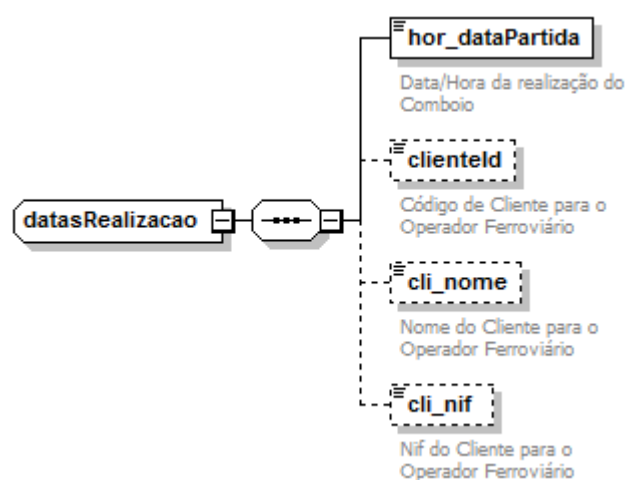 hor_dataPartida
Data/Hora da realização do
Comboio
clienteId
Código de Cliente para o
Operador Ferroviário
datasRealizacao
cli_nome
Nome do Cliente para o
Operador Ferroviário
cli_nif
Nif do Cliente para o
Operador Ferroviário